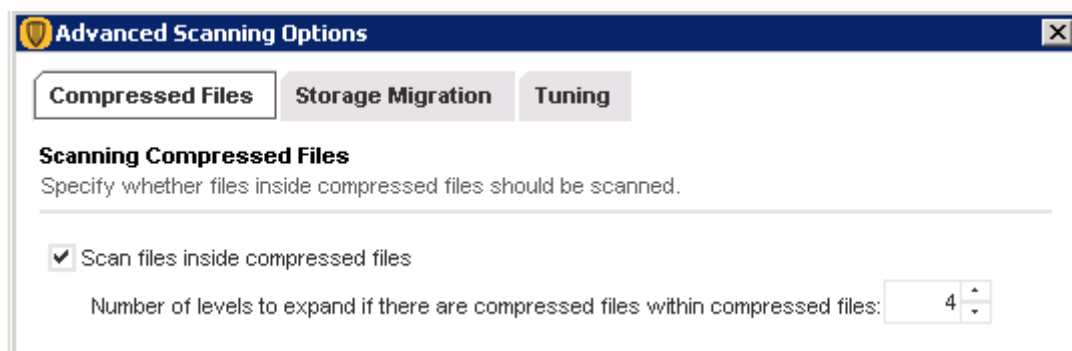 Advanced Scanning Options
Compressed Files Storage Migration Tuning
Scanning Compressed Files
Specify whether files inside compressed files should be scanned.
Scan files inside compressed files
Number of levels to expand if there are compressed files within compressed files: 4